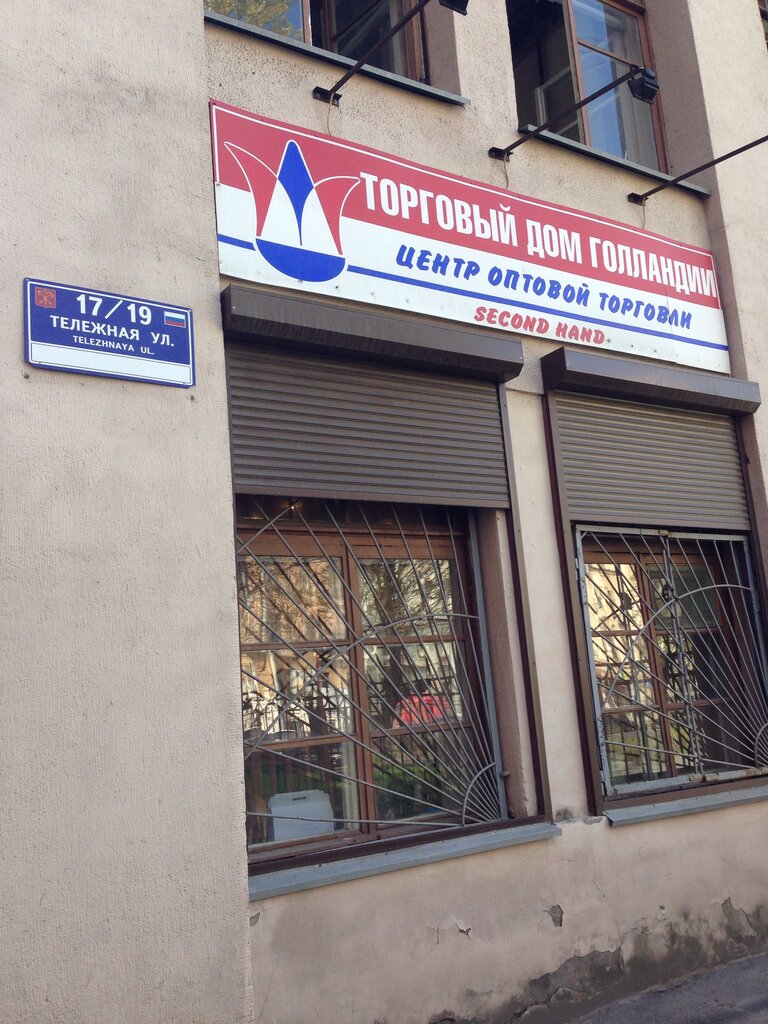 17/19
ТЕЛЕЖНАЯ УЛ.
TELEZHNAYA UL.
ТОРГОВЫЙ ДОМ ГОЛЛАНДИИ
ЦЕНТР ОПТОВОЙ ТОРГОВЛИ
SECOND HAND